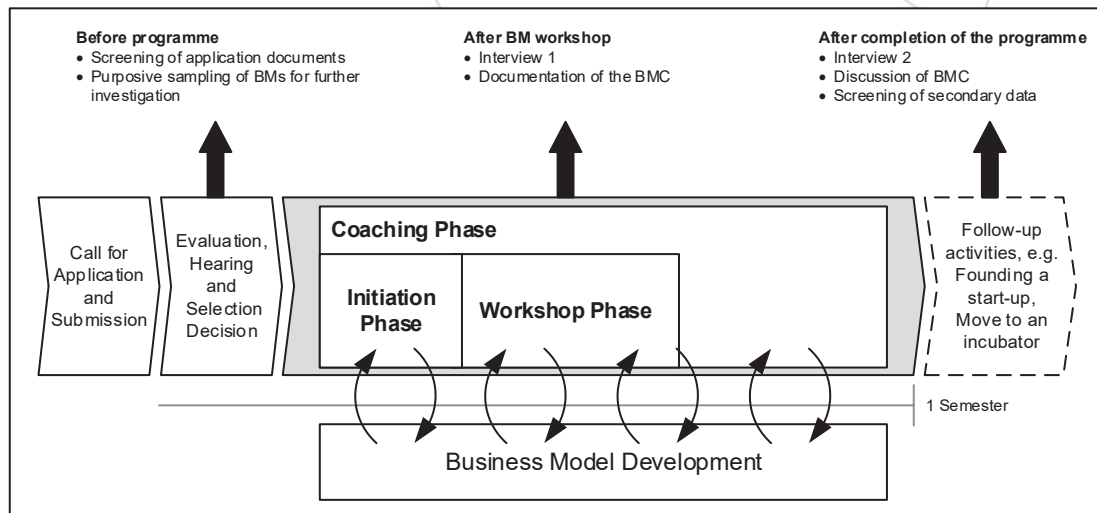 Before programme
• Screening of application documents
• Purposive sampling of BMs for further
investigation
After BM workshop
• Interview 1
• Documentation of the BMC
After completion of the programme
• Interview 2
• Discussion of BMC
• Screening of secondary data
Call for
Application
and
Submission
Evaluation,
Hearing
and
Selection
Decision
Coaching Phase
Initiation
Phase
Workshop Phase
Follow-up
activities, e.g.
Founding a
start-up,
Move to an
incubator
1 Semester
Business Model Development